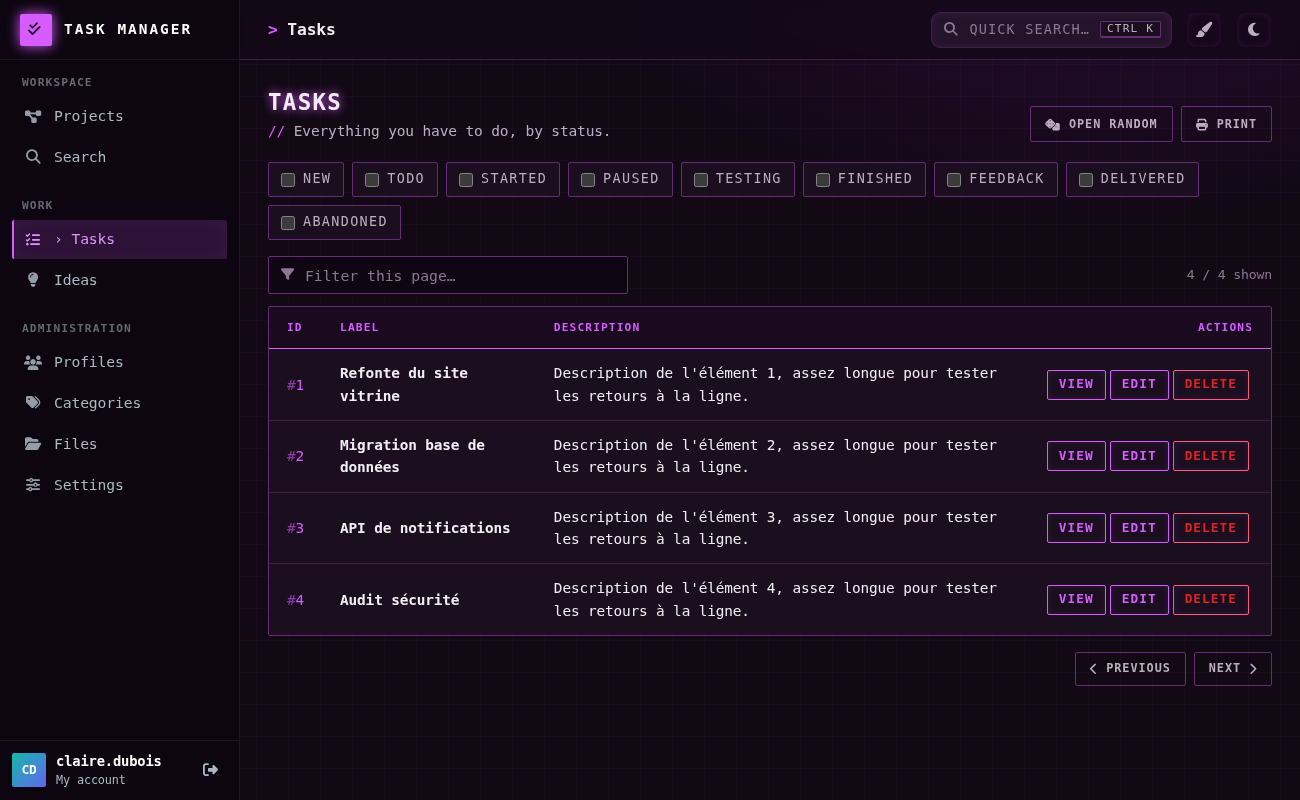 TASK MANAGER
> Tasks
QUICK SEARCH… CTRL K
WORKSPACE
Projects
Search
WORK
› Tasks
Ideas
ADMINISTRATION
Profiles
Categories
Files
Settings
CD
claire.dubois
My account
TASKS
// Everything you have to do, by status.
OPEN RANDOM
PRINT
NEW TODO STARTED PAUSED TESTING FINISHED FEEDBACK DELIVERED
ABANDONED
Filter this page…
4 / 4 shown
ID LABEL DESCRIPTION ACTIONS
#1 Refonte du site vitrine
Description de l'élément 1, assez longue pour tester
les retours à la ligne.
VIEW EDIT DELETE
#2 Migration base de données
Description de l'élément 2, assez longue pour tester
les retours à la ligne.
VIEW EDIT DELETE
#3 API de notifications
Description de l'élément 3, assez longue pour tester
les retours à la ligne.
VIEW EDIT DELETE
#4 Audit sécurité
Description de l'élément 4, assez longue pour tester
les retours à la ligne.
VIEW EDIT DELETE
PREVIOUS NEXT